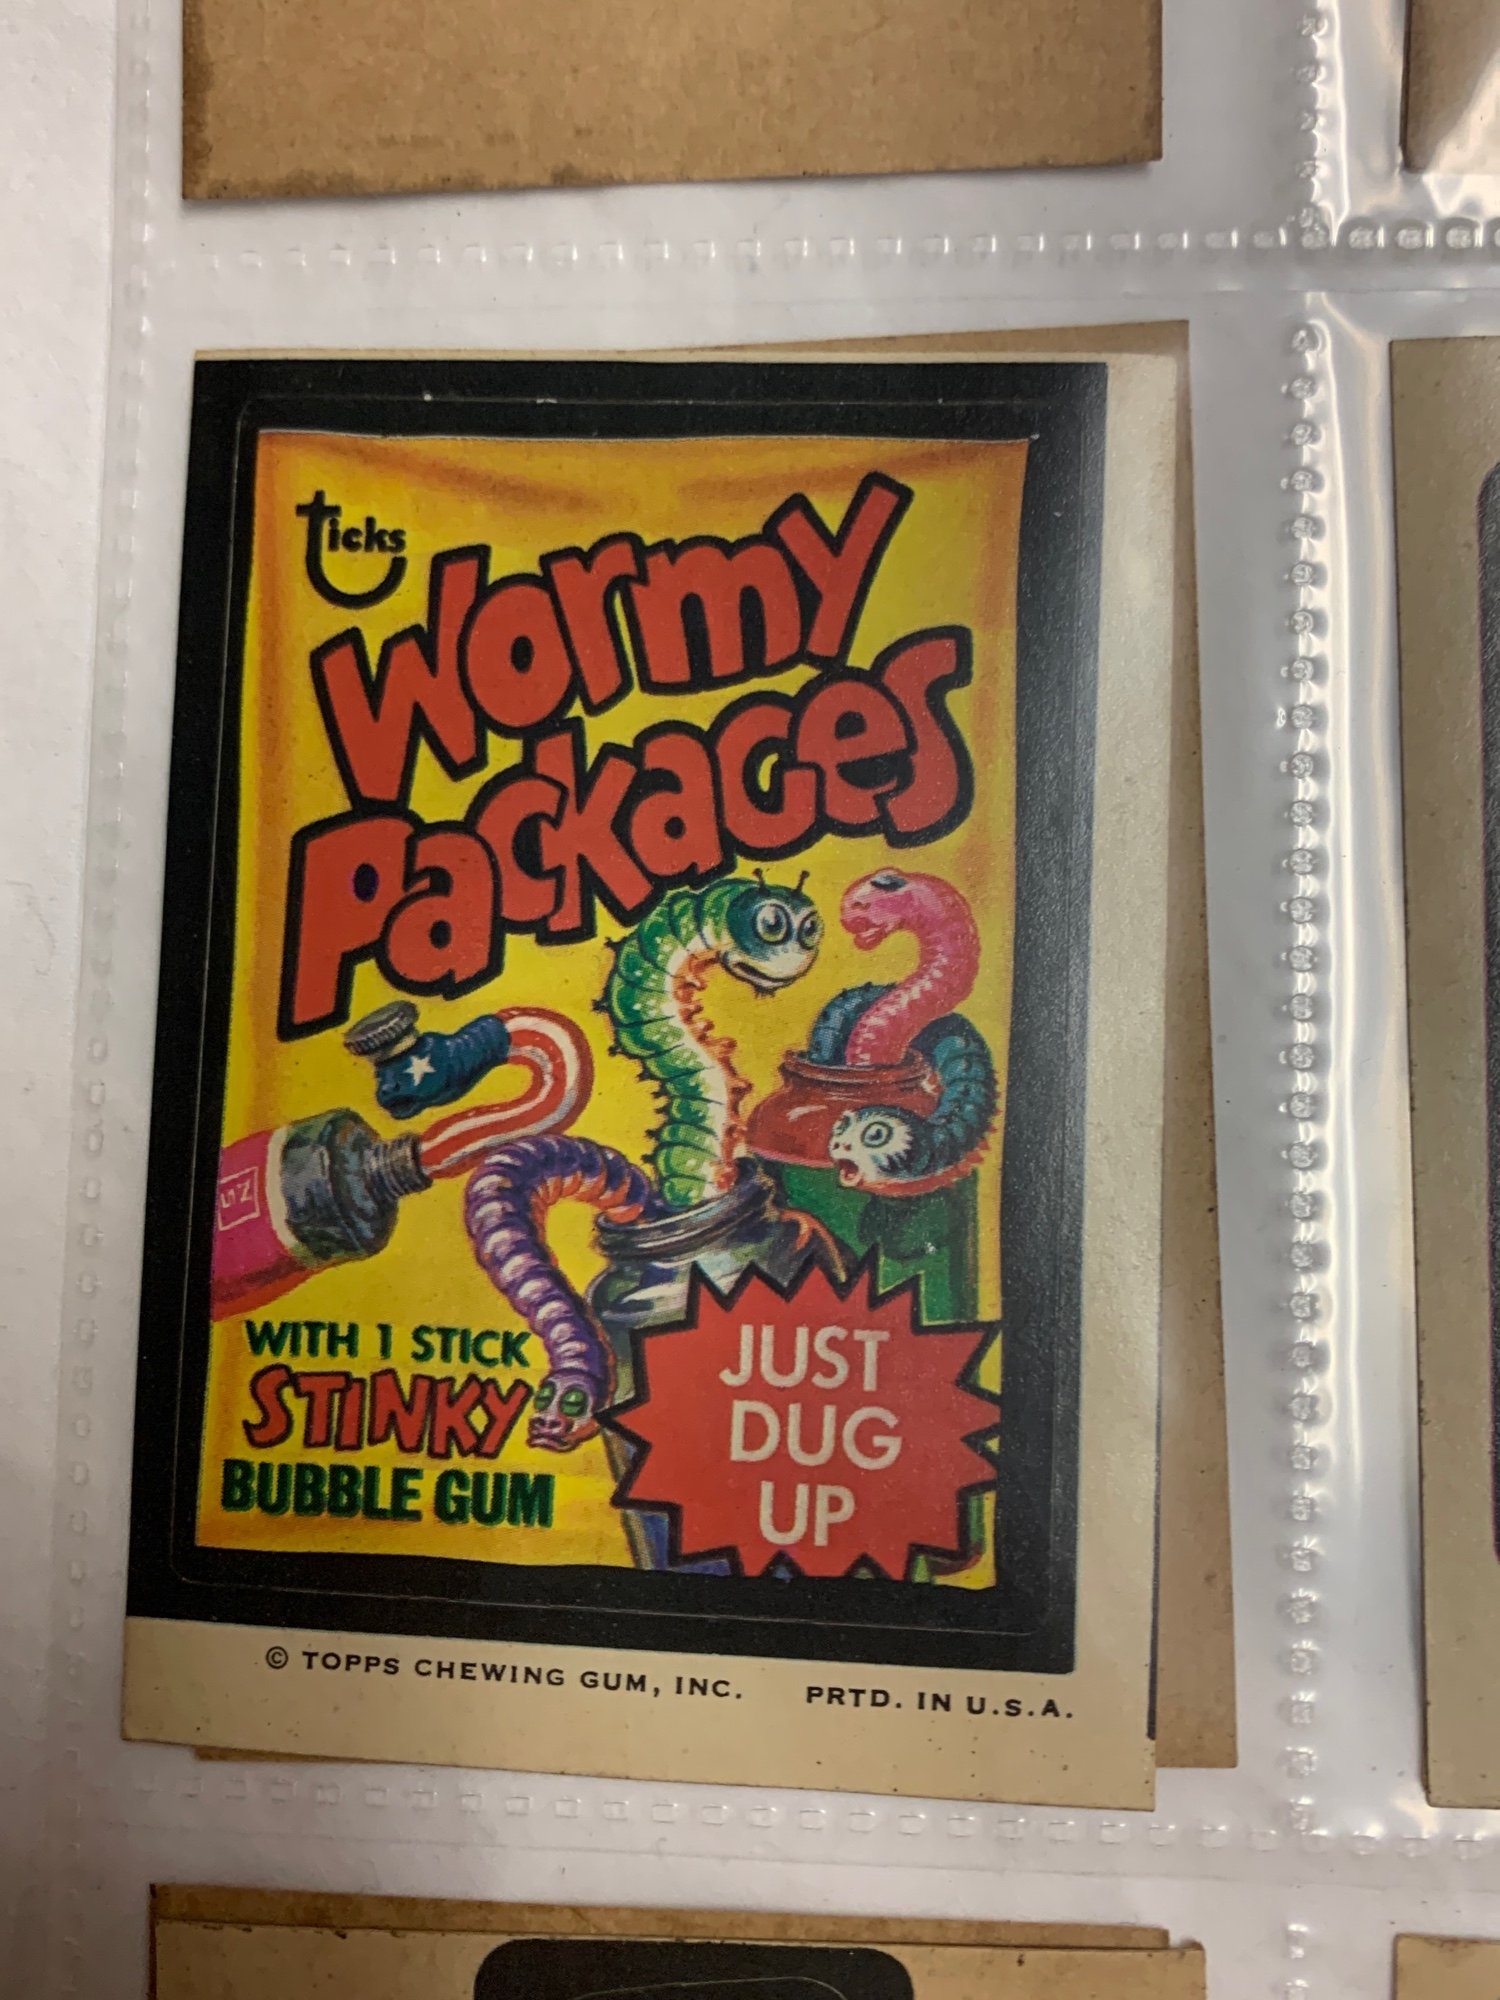 ticks
WORMY
PACKAGES
WITH 1 STICK
STINKY
BUBBLE GUM
JUST
DUG
UP
© TOPPS CHEWING GUM, INC. PRTD. IN U.S.A.